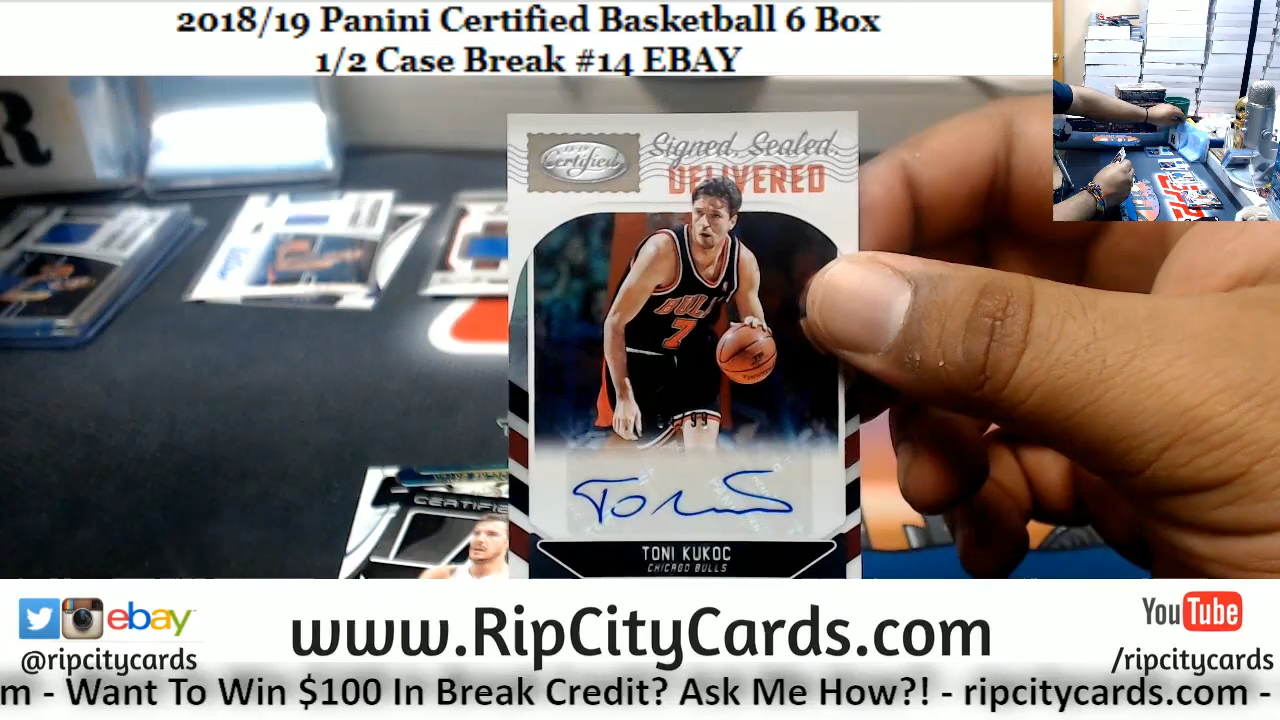 2018/19 Panini Certified Basketball 6 Box
1/2 Case Break #14 EBAY
Certified
Signed, Sealed,
DELIVERED
BULLS
7
/99
TONI KUKOC
CHICAGO BULLS
CERTIFIE
ebay
@ripcitycards
www.RipCityCards.com
YouTube
/ripcitycards
m - Want To Win $100 In Break Credit? Ask Me How?! - ripcitycards.com -